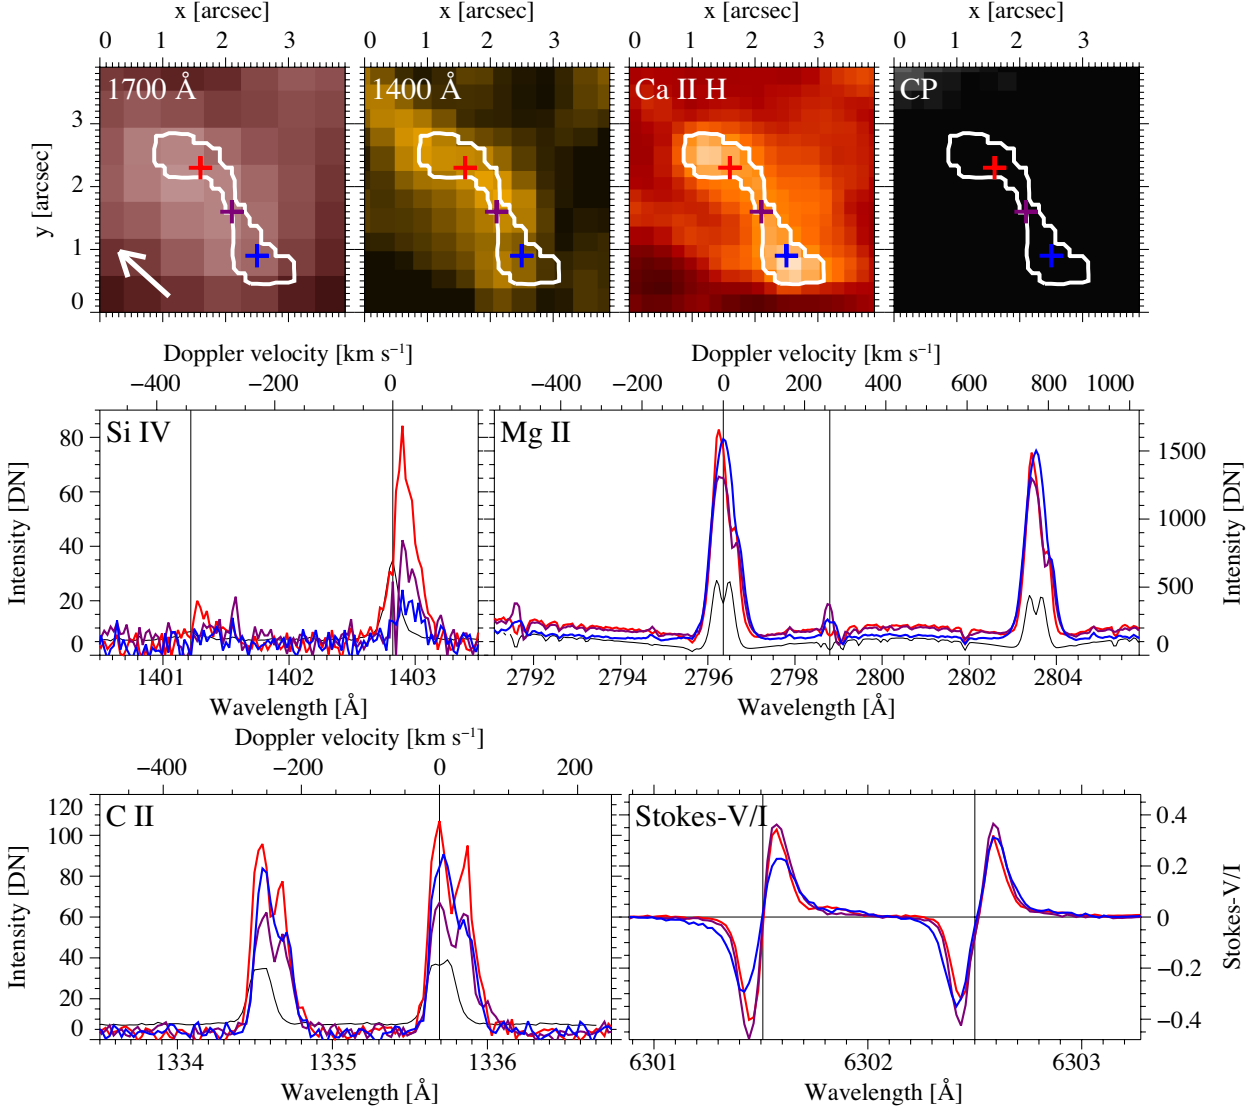 x [arcsec] x [arcsec] x [arcsec] x [arcsec]
0 1 2 3 0 1 2 3 0 1 2 3 0 1 2 3
1700 Å 1400 Å Ca II H CP
y [arcsec]
3
2
1
0
Doppler velocity [km s⁻¹] Doppler velocity [km s⁻¹]
−400 −200 0 −400 −200 0 200 400 600 800 1000
Si IV Mg II
Intensity [DN]
80
60
40
20
0
1500
1000
500
0
Intensity [DN]
1401 1402 1403 2792 2794 2796 2798 2800 2802 2804
Wavelength [Å] Wavelength [Å]
Doppler velocity [km s⁻¹]
−400 −200 0 200
C II Stokes-V/I
Intensity [DN]
120
100
80
60
40
20
0
0.4
0.2
0
−0.2
−0.4
Stokes-V/I
1334 1335 1336 6301 6302 6303
Wavelength [Å] Wavelength [Å]